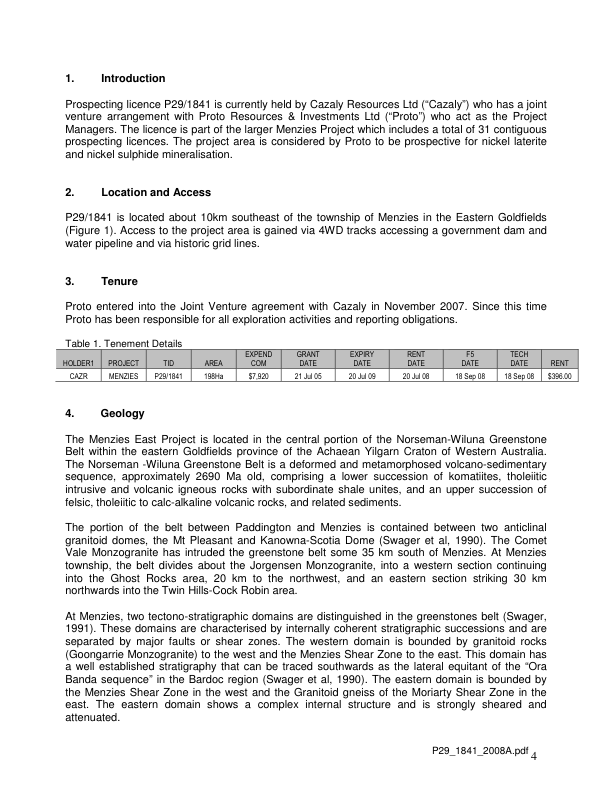 1. Introduction
Prospecting licence P29/1841 is currently held by Cazaly Resources Ltd (“Cazaly”) who has a joint
venture arrangement with Proto Resources & Investments Ltd (“Proto”) who act as the Project
Managers. The licence is part of the larger Menzies Project which includes a total of 31 contiguous
prospecting licences. The project area is considered by Proto to be prospective for nickel laterite
and nickel sulphide mineralisation.
2. Location and Access
P29/1841 is located about 10km southeast of the township of Menzies in the Eastern Goldfields
(Figure 1). Access to the project area is gained via 4WD tracks accessing a government dam and
water pipeline and via historic grid lines.
3. Tenure
Proto entered into the Joint Venture agreement with Cazaly in November 2007. Since this time
Proto has been responsible for all exploration activities and reporting obligations.
Table 1. Tenement Details
HOLDER1 PROJECT TID AREA EXPEND COM GRANT DATE EXPIRY DATE RENT DATE F5 DATE TECH DATE RENT
CAZR MENZIES P29/1841 198Ha $7,920 21 Jul 05 20 Jul 09 20 Jul 08 18 Sep 08 18 Sep 08 $396.00
4. Geology
The Menzies East Project is located in the central portion of the Norseman-Wiluna Greenstone
Belt within the eastern Goldfields province of the Achaean Yilgarn Craton of Western Australia.
The Norseman -Wiluna Greenstone Belt is a deformed and metamorphosed volcano-sedimentary
sequence, approximately 2690 Ma old, comprising a lower succession of komatiites, tholeiitic
intrusive and volcanic igneous rocks with subordinate shale unites, and an upper succession of
felsic, tholeiitic to calc-alkaline volcanic rocks, and related sediments.
The portion of the belt between Paddington and Menzies is contained between two anticlinal
granitoid domes, the Mt Pleasant and Kanowna-Scotia Dome (Swager et al, 1990). The Comet
Vale Monzogranite has intruded the greenstone belt some 35 km south of Menzies. At Menzies
township, the belt divides about the Jorgensen Monzogranite, into a western section continuing
into the Ghost Rocks area, 20 km to the northwest, and an eastern section striking 30 km
northwards into the Twin Hills-Cock Robin area.
At Menzies, two tectono-stratigraphic domains are distinguished in the greenstones belt (Swager,
1991). These domains are characterised by internally coherent stratigraphic successions and are
separated by major faults or shear zones. The western domain is bounded by granitoid rocks
(Goongarrie Monzogranite) to the west and the Menzies Shear Zone to the east. This domain has
a well established stratigraphy that can be traced southwards as the lateral equitant of the “Ora
Banda sequence” in the Bardoc region (Swager et al, 1990). The eastern domain is bounded by
the Menzies Shear Zone in the west and the Granitoid gneiss of the Moriarty Shear Zone in the
east. The eastern domain shows a complex internal structure and is strongly sheared and
attenuated.
P29_1841_2008A.pdf 4